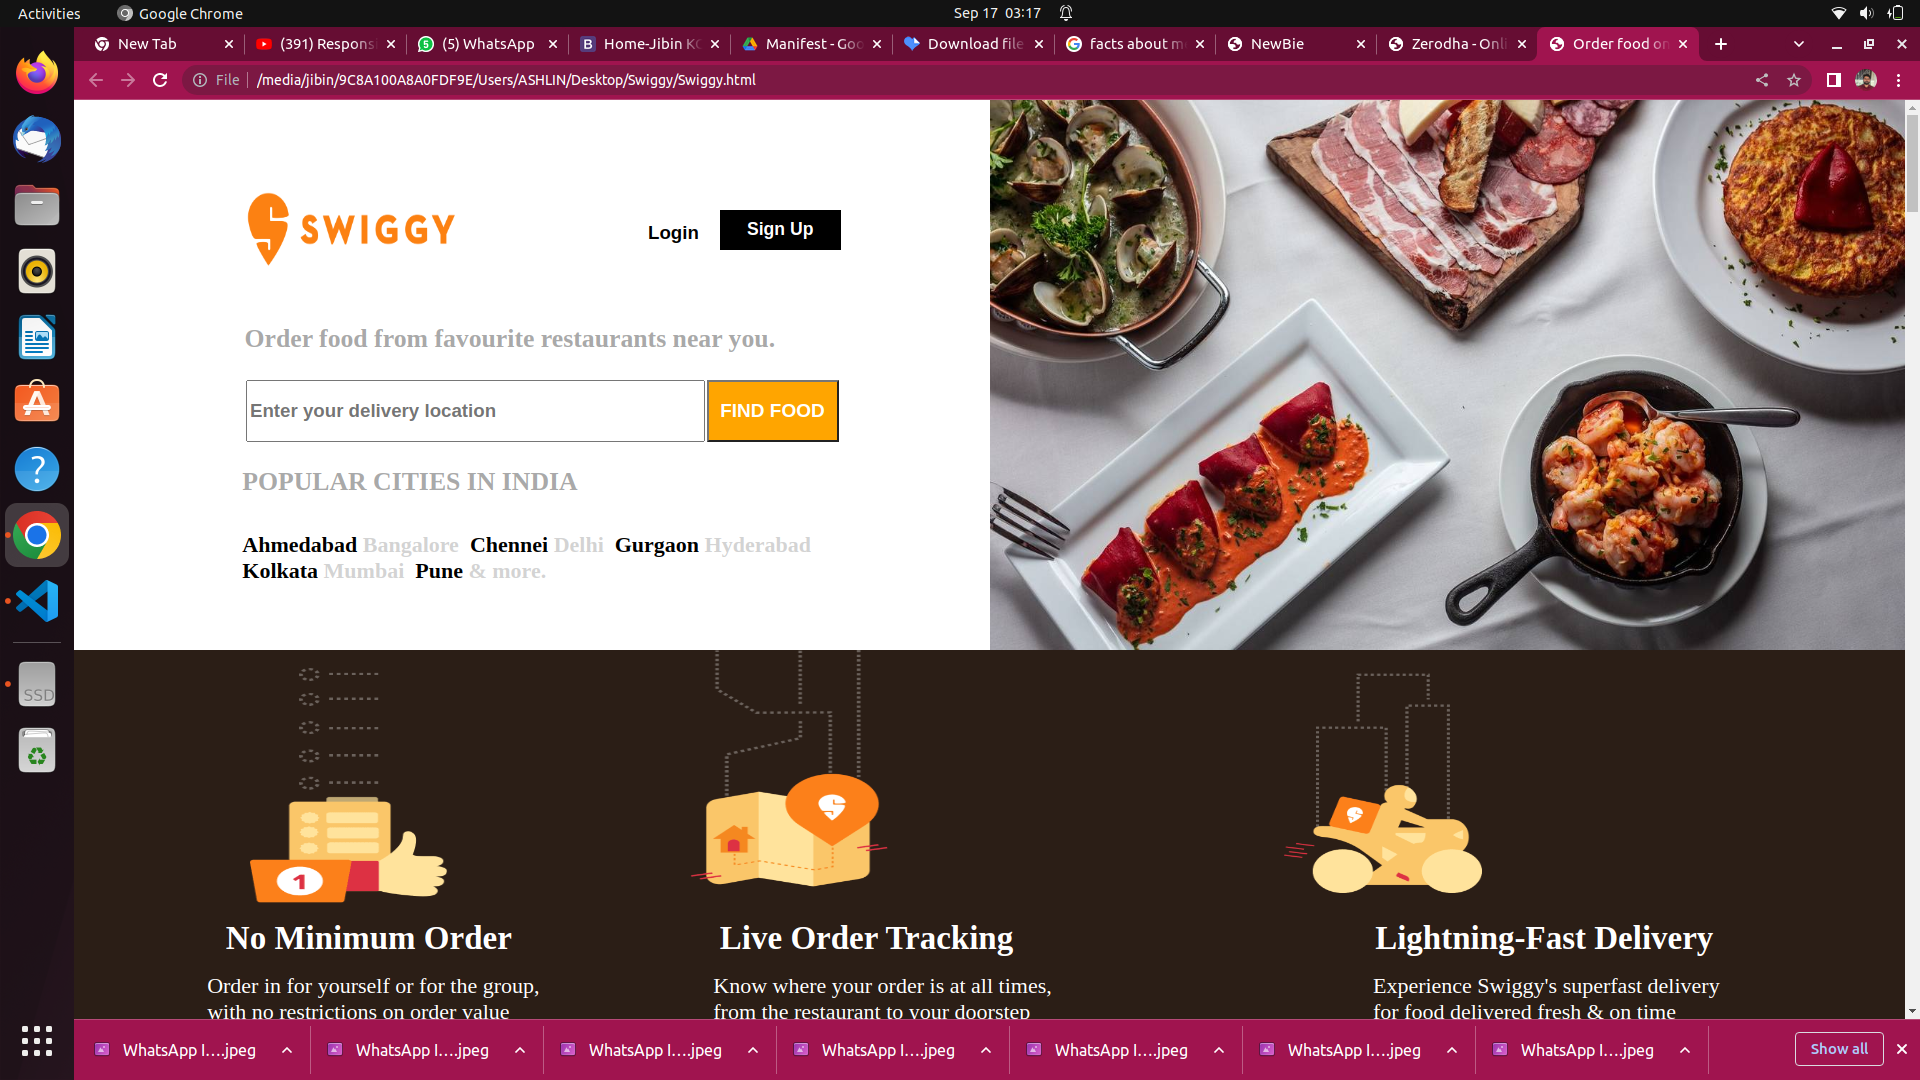 Activities Google Chrome Sep 17 03:17
New Tab (391) Respons (5) WhatsApp Home-Jibin KO Manifest - Goo Download file facts about m NewBie Zerodha - Onli Order food on
File /media/jibin/9C8A100A8A0FDF9E/Users/ASHLIN/Desktop/Swiggy/Swiggy.html
SWIGGY Login Sign Up
Order food from favourite restaurants near you.
Enter your delivery location FIND FOOD
POPULAR CITIES IN INDIA
Ahmedabad Bangalore Chennei Delhi Gurgaon Hyderabad
Kolkata Mumbai Pune & more.
SSD
1
No Minimum Order Live Order Tracking Lightning-Fast Delivery
Order in for yourself or for the group, Know where your order is at all times, Experience Swiggy's superfast delivery
with no restrictions on order value from the restaurant to your doorstep for food delivered fresh & on time
WhatsApp I....jpeg WhatsApp I....jpeg WhatsApp I....jpeg WhatsApp I....jpeg WhatsApp I....jpeg WhatsApp I....jpeg WhatsApp I....jpeg Show all